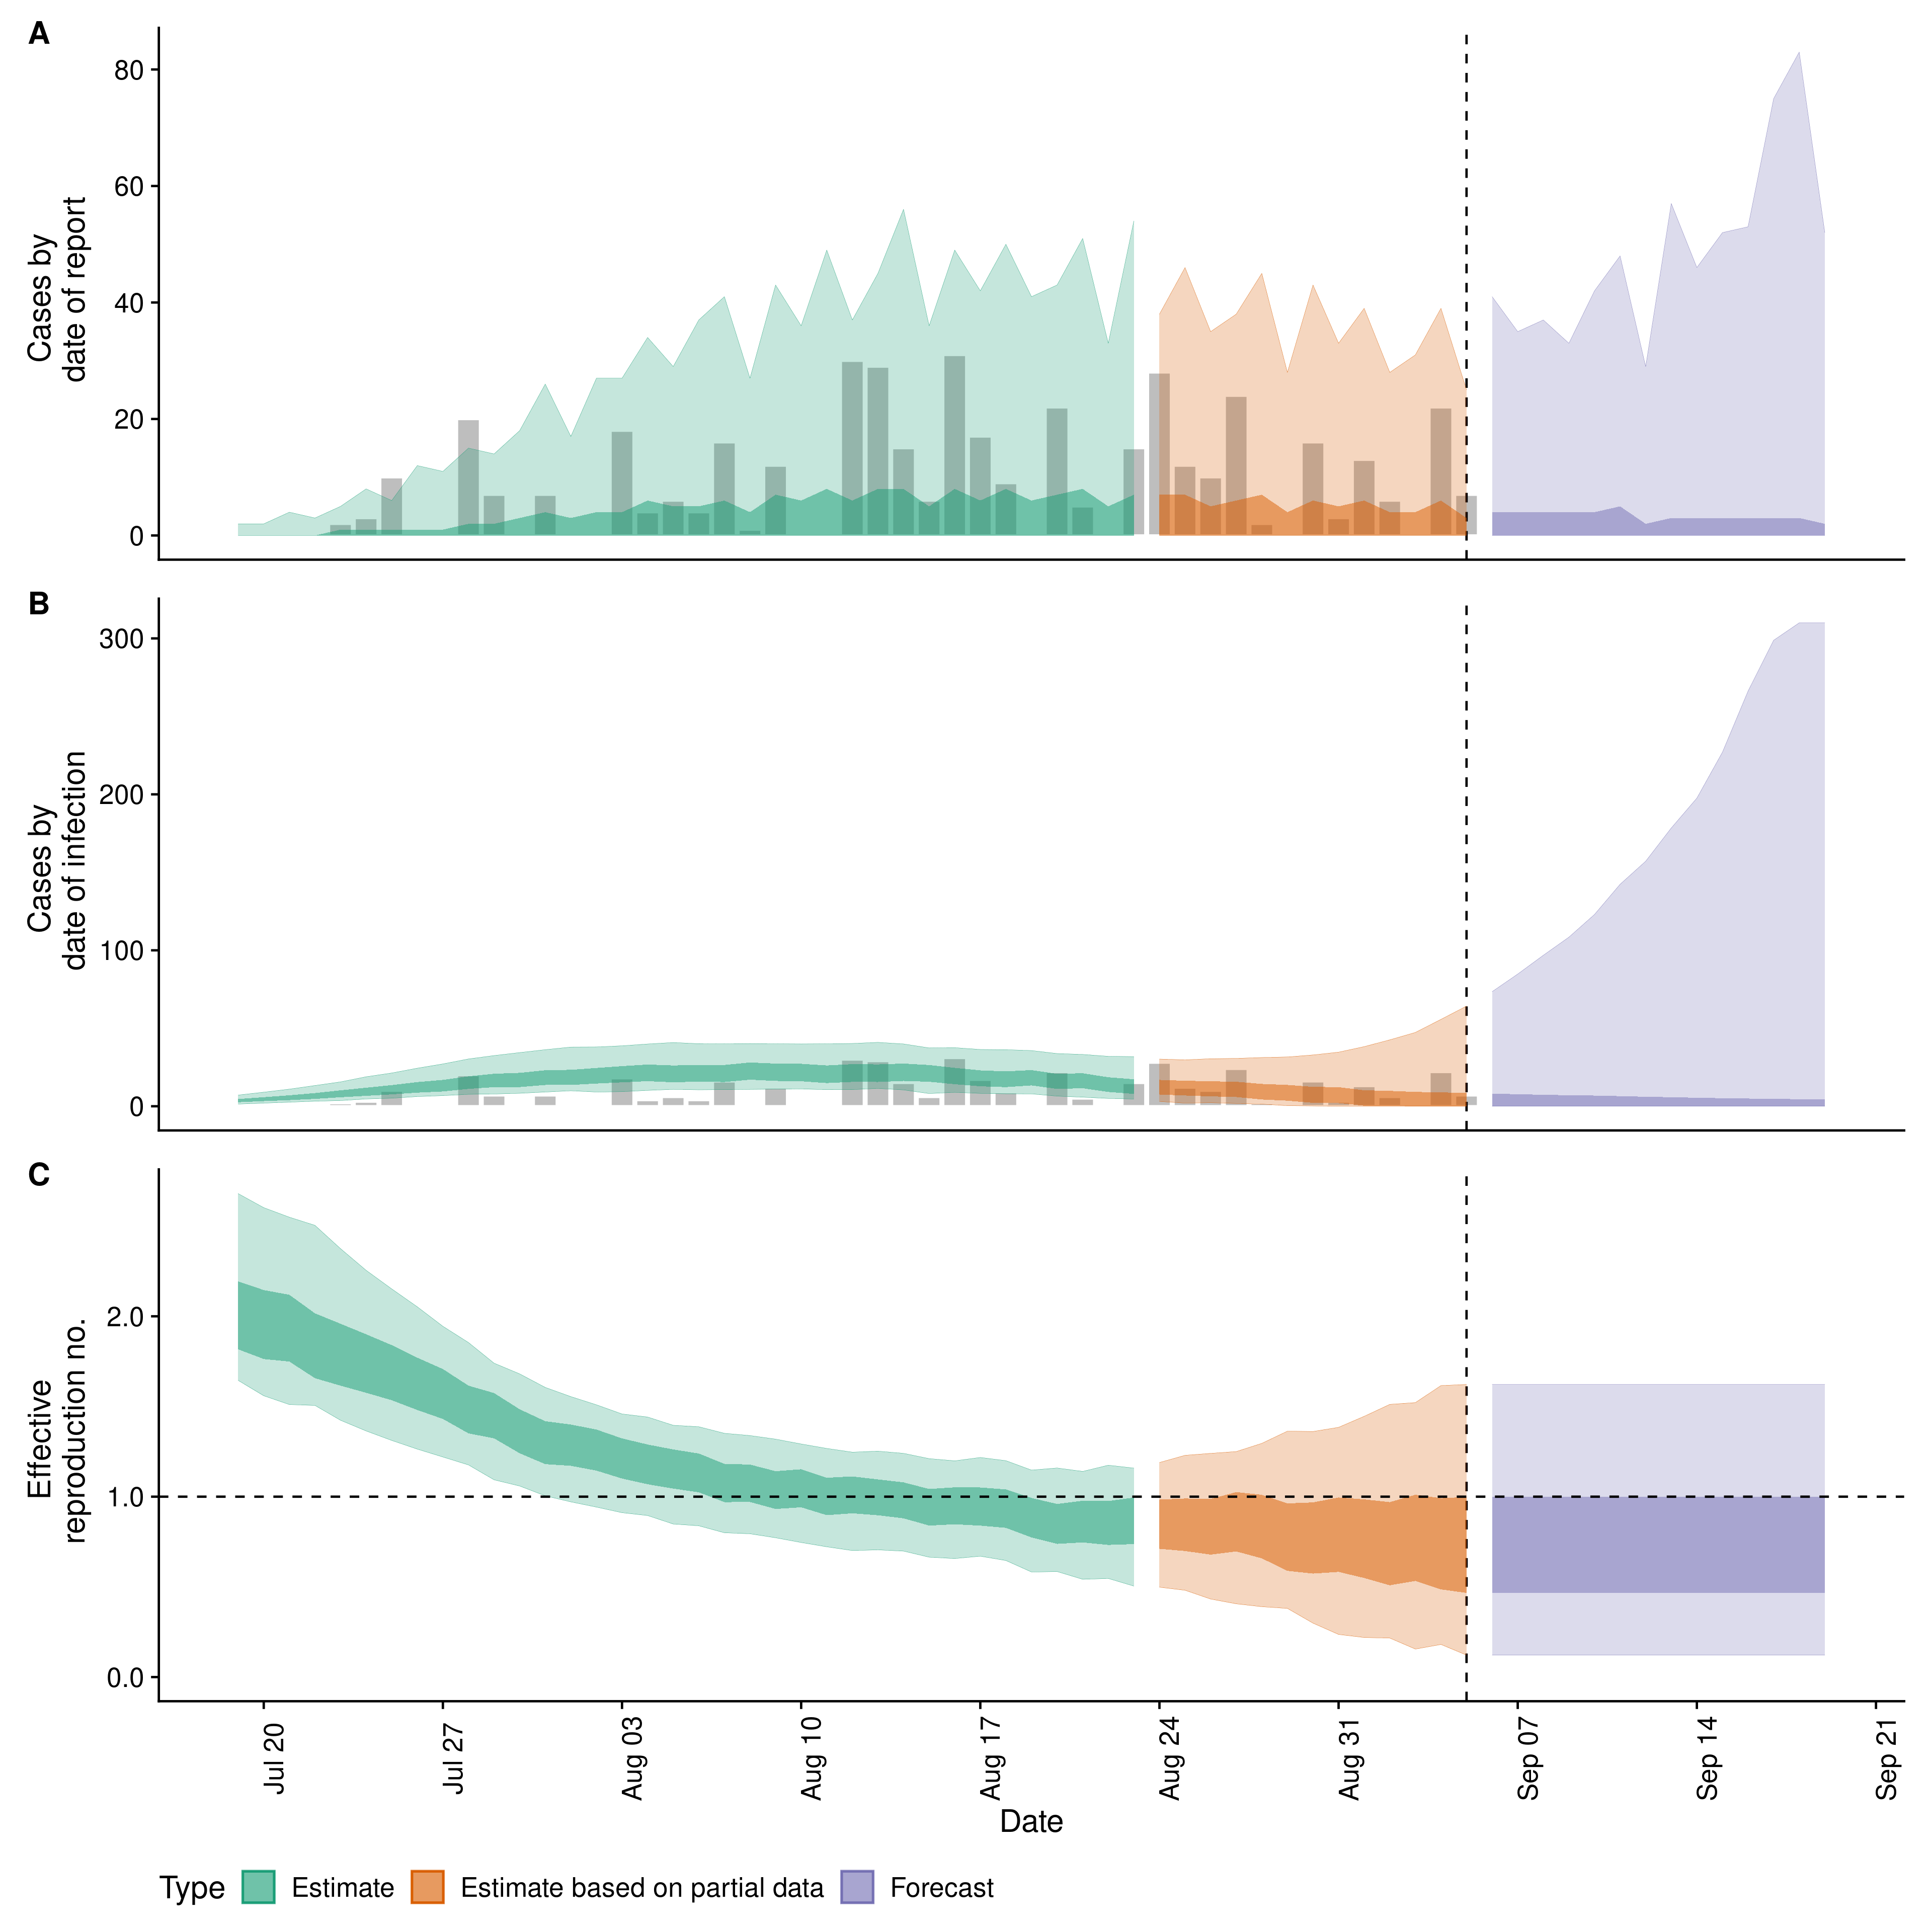 A
80
60
40
20
0
Cases by
date of report
B
300
200
100
0
Cases by
date of infection
C
2.0
1.0
0.0
Effective
reproduction no.
Jul 20
Jul 27
Aug 03
Aug 10
Aug 17
Aug 24
Aug 31
Sep 07
Sep 14
Sep 21
Date
Type Estimate Estimate based on partial data Forecast